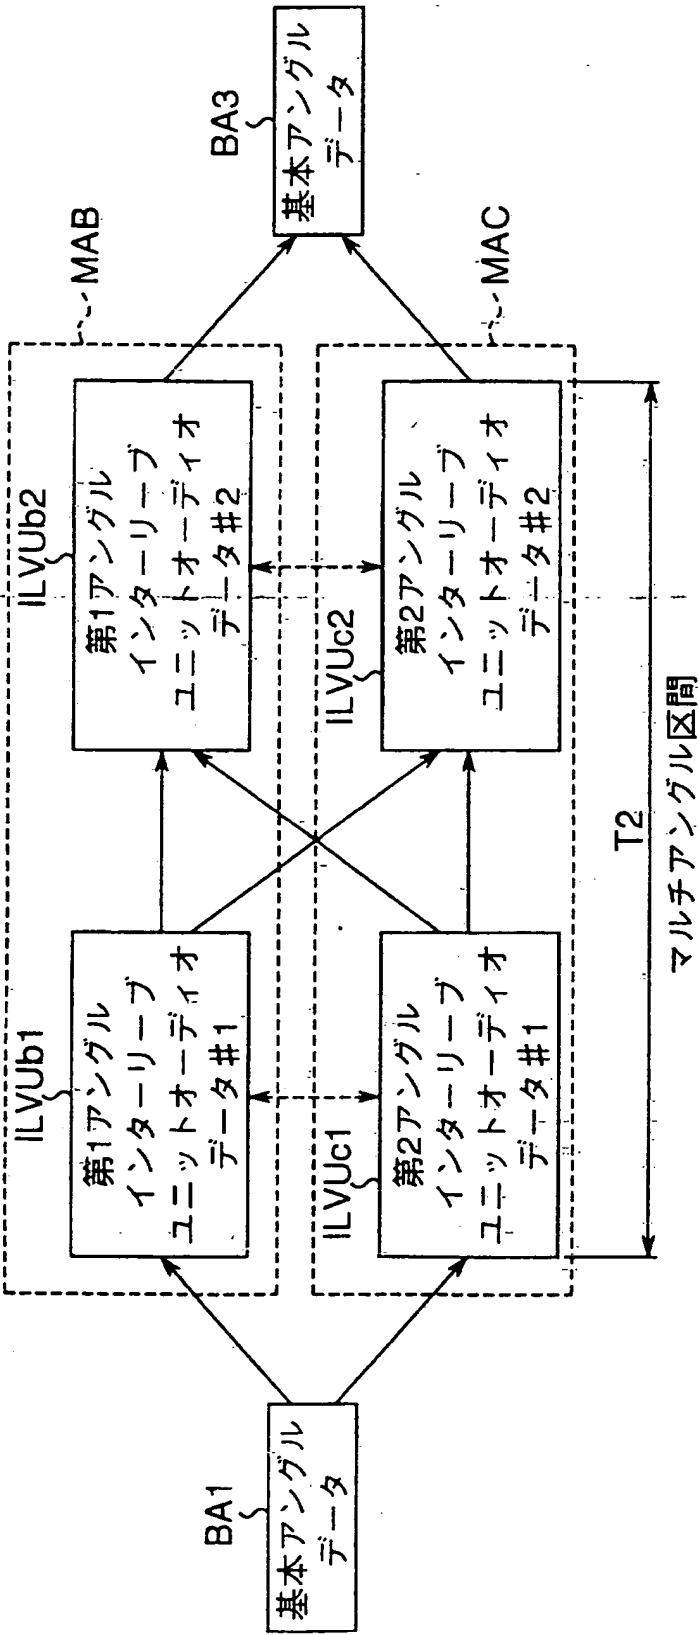 BA1
基本アングル
データ
MAB
ILVUb1
第1アングル
インターリーブ
ユニットオーディオ
データ#1
ILVUb2
第1アングル
インターリーブ
ユニットオーディオ
データ#2
ILVUc1
第2アングル
インターリーブ
ユニットオーディオ
データ#1
ILVUc2
第2アングル
インターリーブ
ユニットオーディオ
データ#2
MAC
BA3
基本アングル
データ
T2
マルチアングル区間